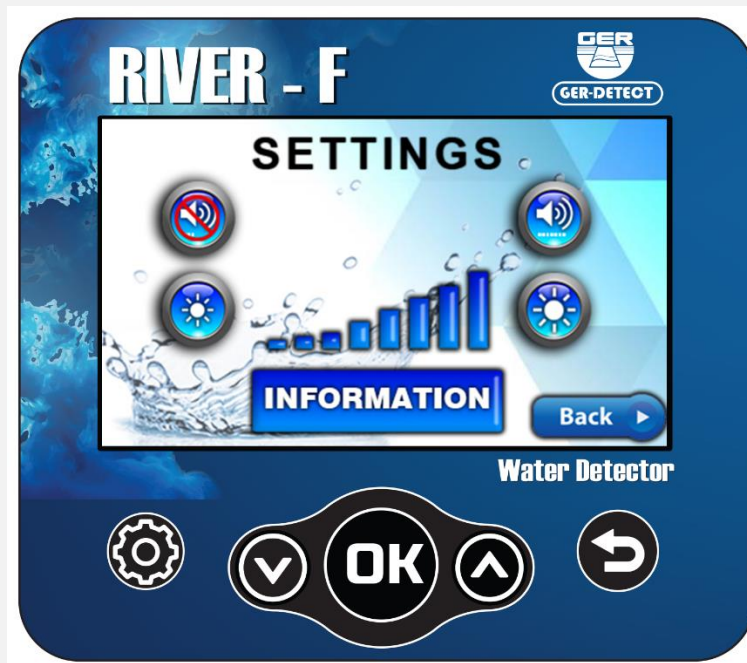 RIVER - F
GER
GER-DETECT
SETTINGS
INFORMATION
Back
Water Detector
OK